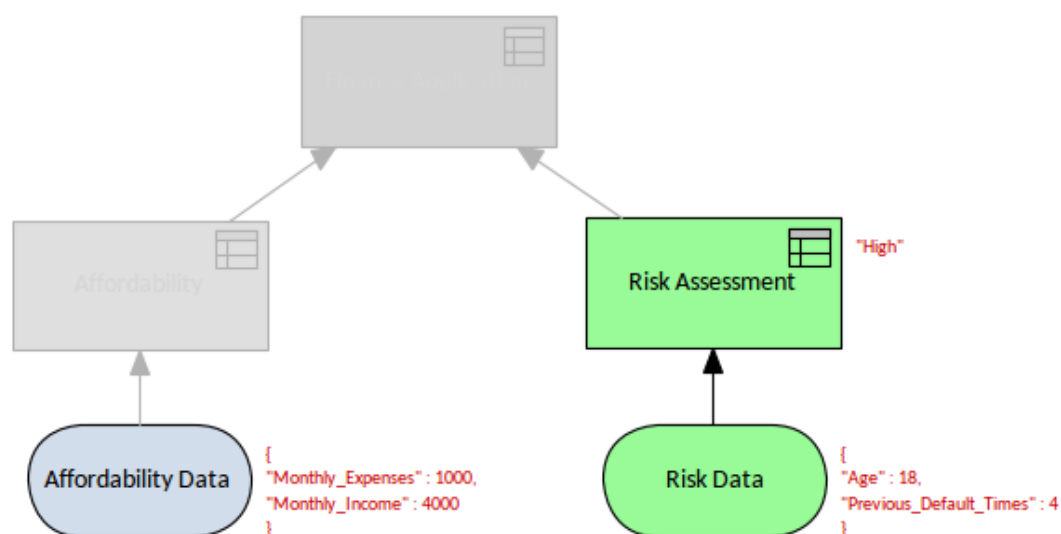 Affordability
Risk Assessment
"High"
Affordability Data
{
"Monthly_Expenses" : 1000,
"Monthly_Income" : 4000
}
Risk Data
{
"Age" : 18,
"Previous_Default_Times" : 4
}